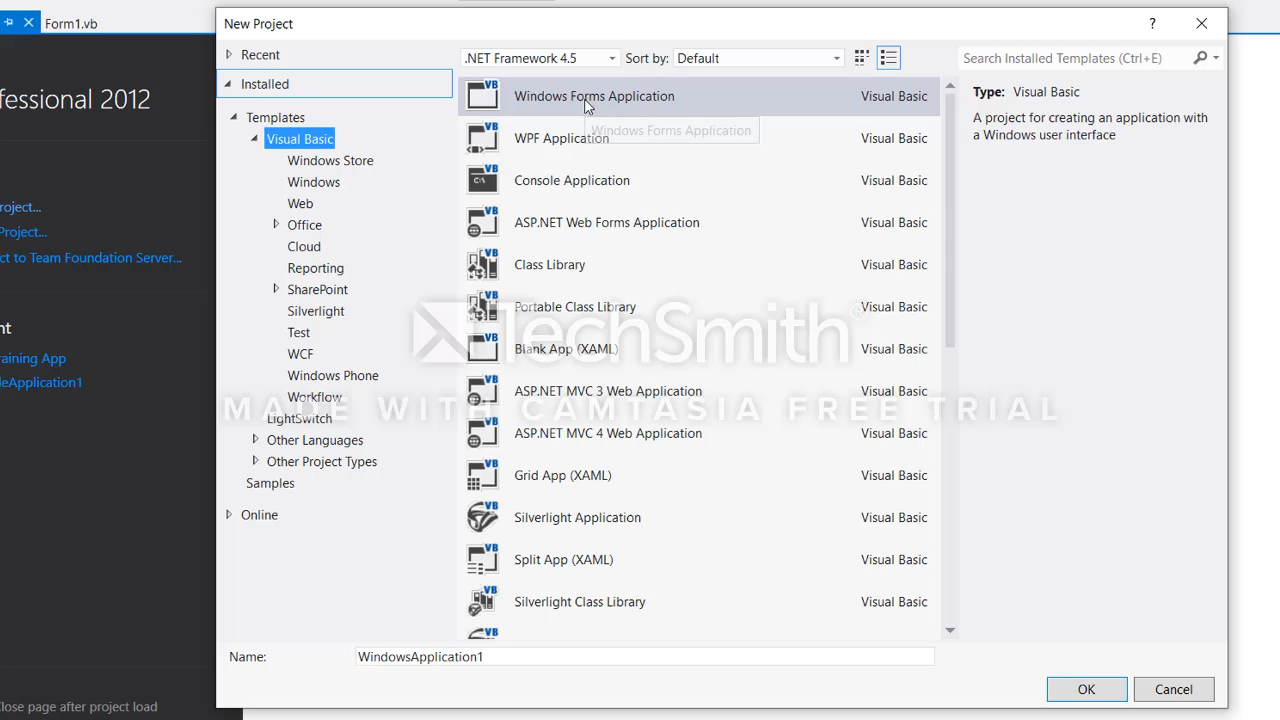 Form1.vb
New Project
?
ofessional 2012
roject...
Project...
ct to Team Foundation Server...
nt
raining App
leApplication1
Close page after project load
Recent
Installed
Templates
Visual Basic
Windows Store
Windows
Web
Office
Cloud
Reporting
SharePoint
Silverlight
Test
WCF
Windows Phone
Workflow
LightSwitch
Other Languages
Other Project Types
Samples
Online
.NET Framework 4.5
Sort by: Default
Search Installed Templates (Ctrl+E)
Windows Forms Application Visual Basic
Windows Forms Application
WPF Application Visual Basic
Console Application Visual Basic
ASP.NET Web Forms Application Visual Basic
Class Library Visual Basic
Portable Class Library Visual Basic
Blank App (XAML) Visual Basic
ASP.NET MVC 3 Web Application Visual Basic
ASP.NET MVC 4 Web Application Visual Basic
Grid App (XAML) Visual Basic
Silverlight Application Visual Basic
Split App (XAML) Visual Basic
Silverlight Class Library Visual Basic
Type: Visual Basic
A project for creating an application with
a Windows user interface
TechSmith®
MADE WITH CAMTASIA FREE TRIAL
Name: WindowsApplication1
OK
Cancel